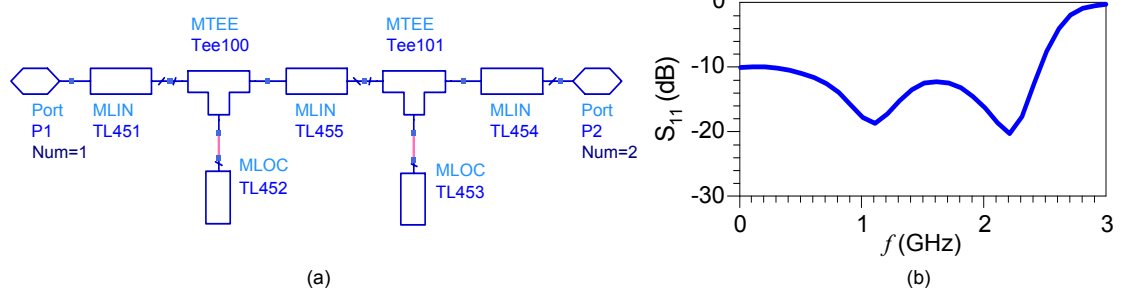 MTEE
Tee100
MTEE
Tee101
Port
P1
Num=1
MLIN
TL451
MLIN
TL455
MLIN
TL454
Port
P2
Num=2
MLOC
TL452
MLOC
TL453
(a)
0
-10
-20
-30
S11 (dB)
0 1 2 3
f (GHz)
(b)